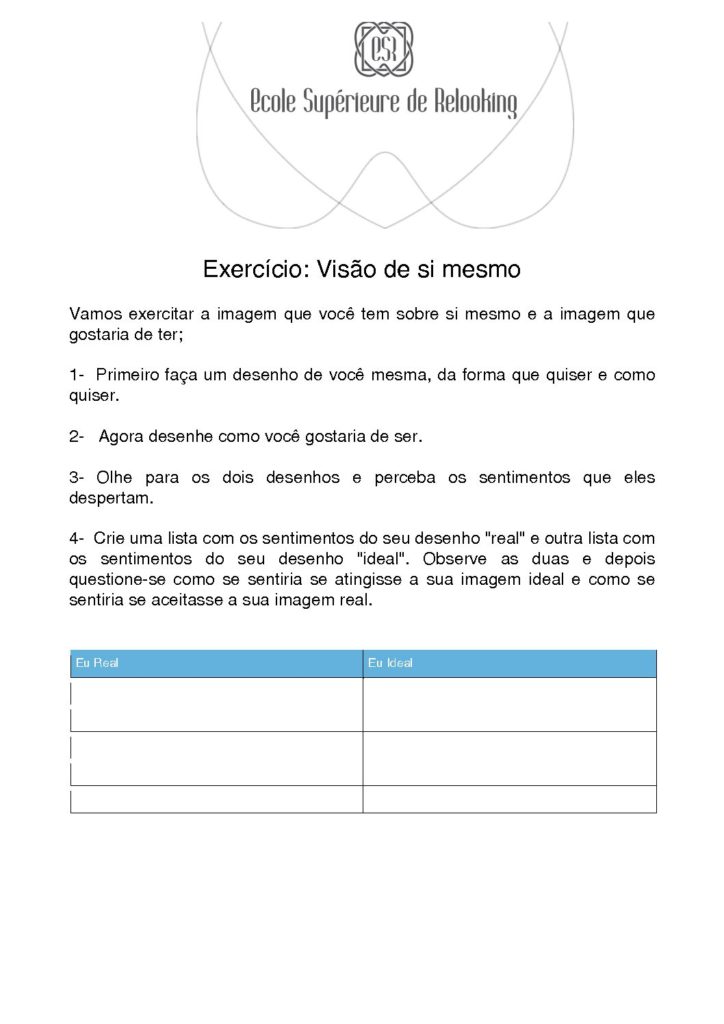 eSR
ecole Supérieure de Relooking
Exercício: Visão de si mesmo
Vamos exercitar a imagem que você tem sobre si mesmo e a imagem que
gostaria de ter;
1- Primeiro faça um desenho de você mesma, da forma que quiser e como
quiser.
2- Agora desenhe como você gostaria de ser.
3- Olhe para os dois desenhos e perceba os sentimentos que eles
despertam.
4- Crie uma lista com os sentimentos do seu desenho "real" e outra lista com
os sentimentos do seu desenho "ideal". Observe as duas e depois
questione-se como se sentiria se atingisse a sua imagem ideal e como se
sentiria se aceitasse a sua imagem real.
Eu Real
Eu Ideal